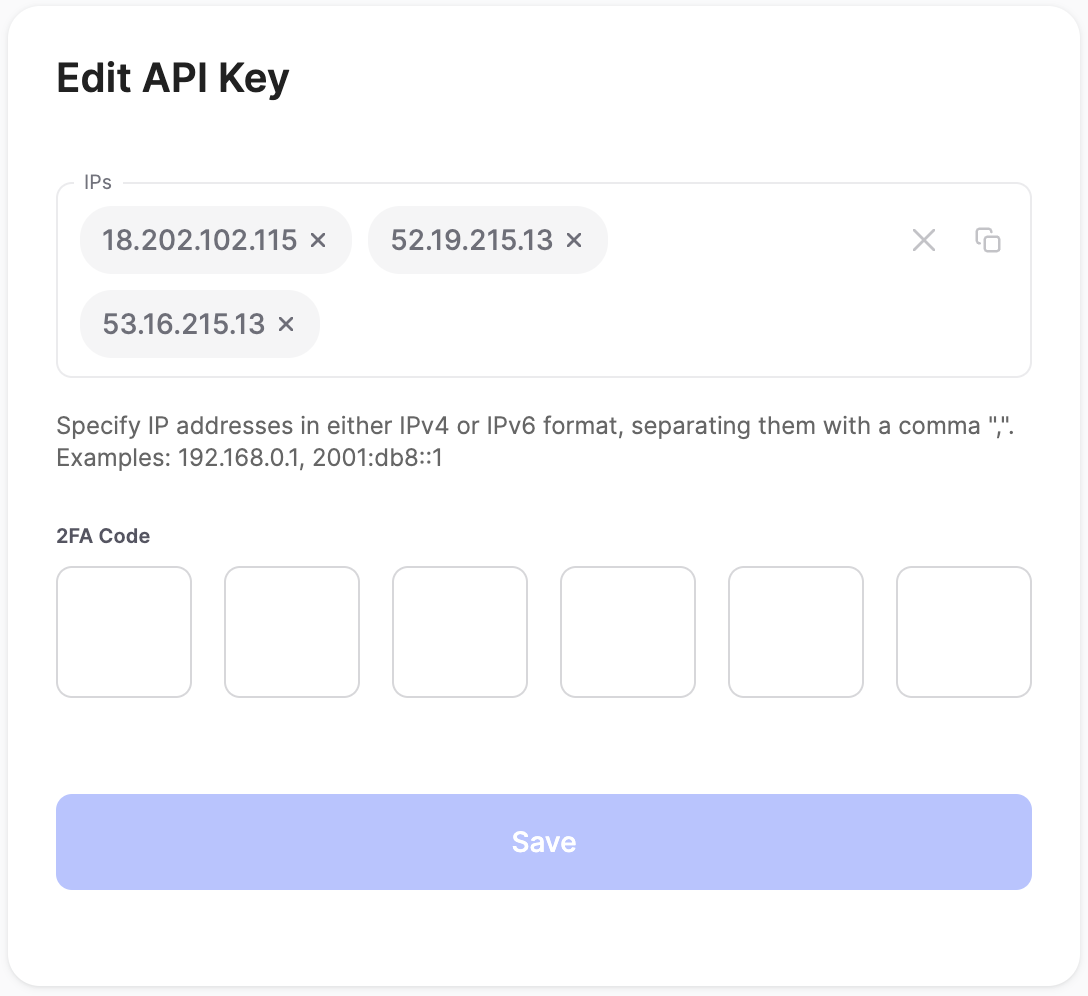 Edit API Key
IPs
18.202.102.115 × 52.19.215.13 ×
53.16.215.13 ×
Specify IP addresses in either IPv4 or IPv6 format, separating them with a comma ",".
Examples: 192.168.0.1, 2001:db8::1
2FA Code
Save